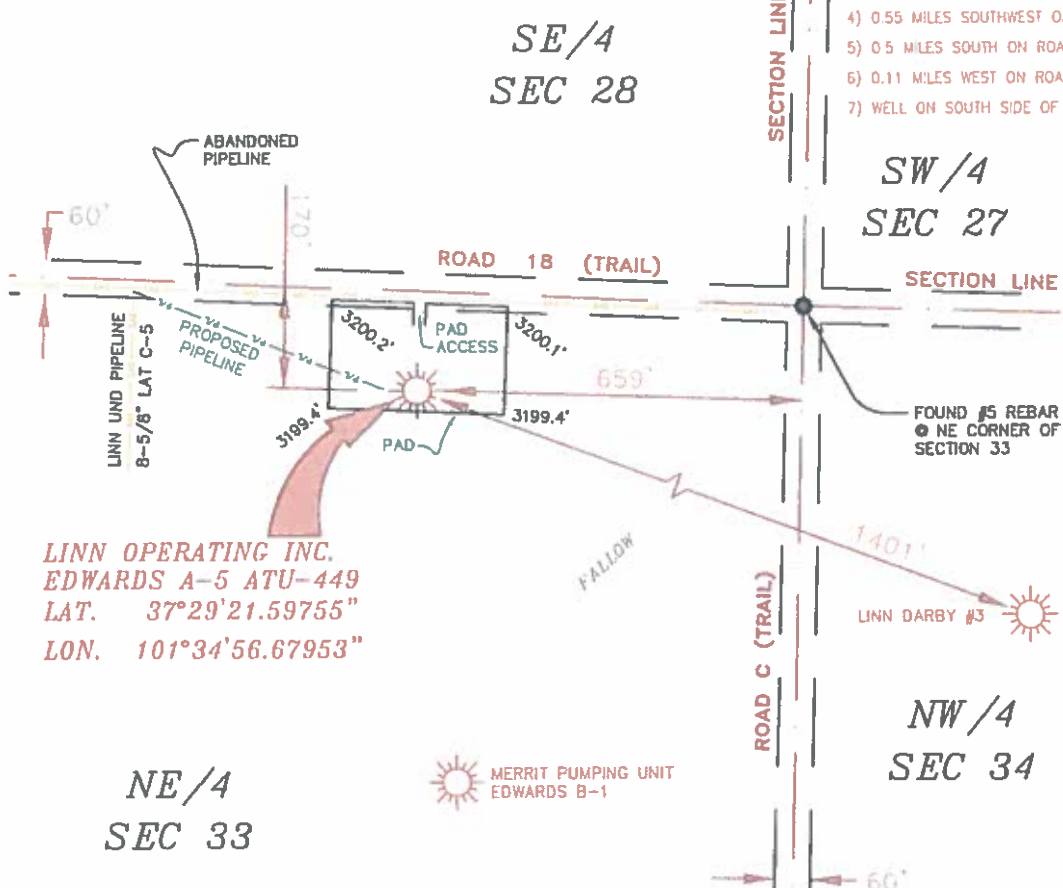 SE/4
SEC 28
SECTION LIN
4) 0.55 MILES SOUTHWEST O
5) 0.5 MILES SOUTH ON ROA
6) 0.11 MILES WEST ON ROA
7) WELL ON SOUTH SIDE OF
SW/4
SEC 27
ABANDONED
PIPELINE
60'
170'
ROAD 18 (TRAIL)
SECTION LINE
LINN UND PIPELINE
8-5/8" LAT C-5
PROPOSED
PIPELINE
3200.2'
PAD
ACCESS
3200.1'
659'
3199.4'
3199.4'
PAD
FOUND #5 REBAR
@ NE CORNER OF
SECTION 33
LINN OPERATING INC.
EDWARDS A-5 ATU-449
LAT. 37°29'21.59755"
LON. 101°34'56.67953"
FALLOW
1401'
LINN DARBY #3
ROAD C (TRAIL)
NW/4
SEC 34
MERRIT PUMPING UNIT
EDWARDS B-1
NE/4
SEC 33
60'